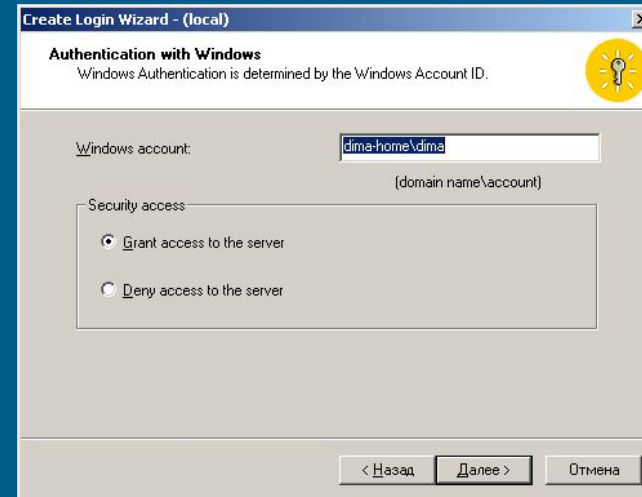 Create Login Wizard - (local)
Authentication with Windows
Windows Authentication is determined by the Windows Account ID.
Windows account:
dima-home\dima
(domain name\account)
Security access
Grant access to the server
Deny access to the server
< Назад
Далее >
Отмена